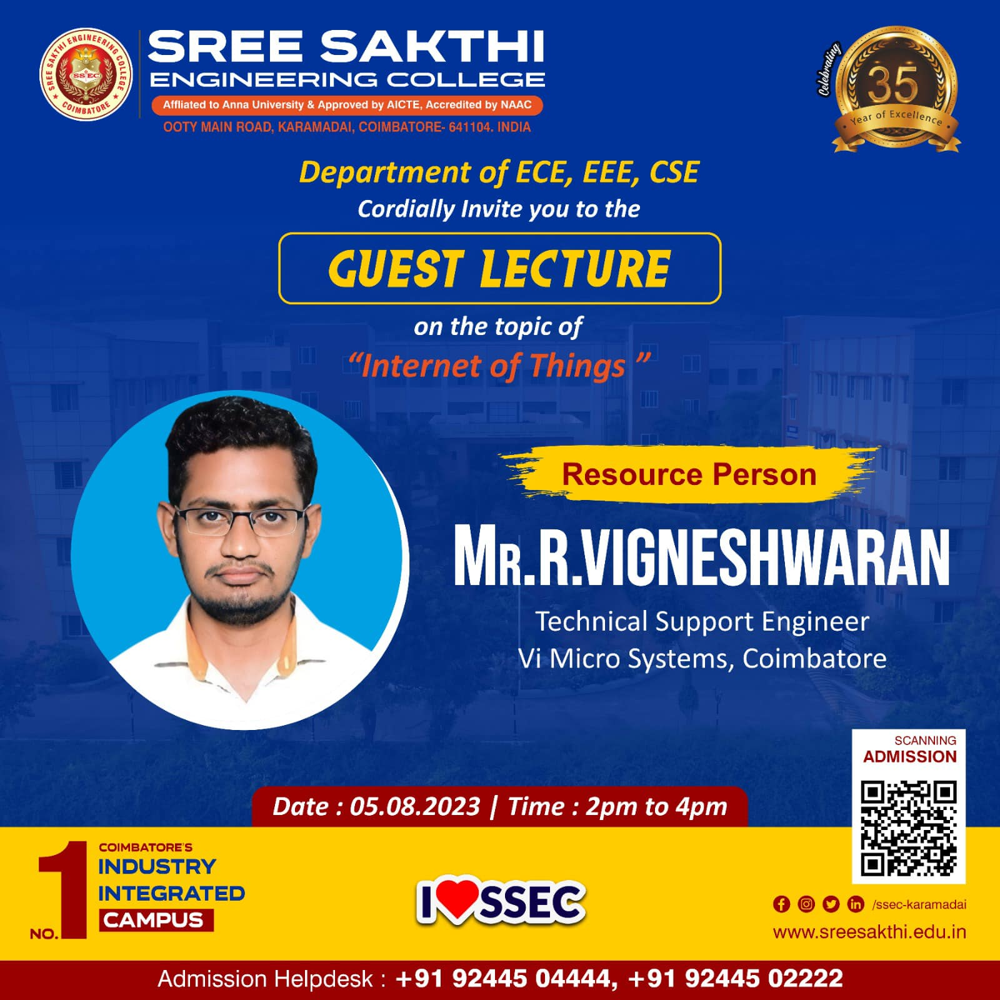 SREE SAKTHI ENGINEERING COLLEGE
SSEC
★ COIMBATORE ★
SREE SAKTHI
ENGINEERING COLLEGE
Affliated to Anna University & Approved by AICTE, Accredited by NAAC
OOTY MAIN ROAD, KARAMADAI, COIMBATORE- 641104. INDIA
Celebrating
35
Year of Excellence
Department of ECE, EEE, CSE
Cordially Invite you to the
GUEST LECTURE
on the topic of
“Internet of Things ”
Resource Person
MR.R.VIGNESHWARAN
Technical Support Engineer
Vi Micro Systems, Coimbatore
SCANNING
ADMISSION
Date : 05.08.2023 | Time : 2pm to 4pm
NO.1
COIMBATORE'S
INDUSTRY
INTEGRATED
CAMPUS
I❤SSEC
/ssec-karamadai
www.sreesakthi.edu.in
Admission Helpdesk : +91 92445 04444, +91 92445 02222